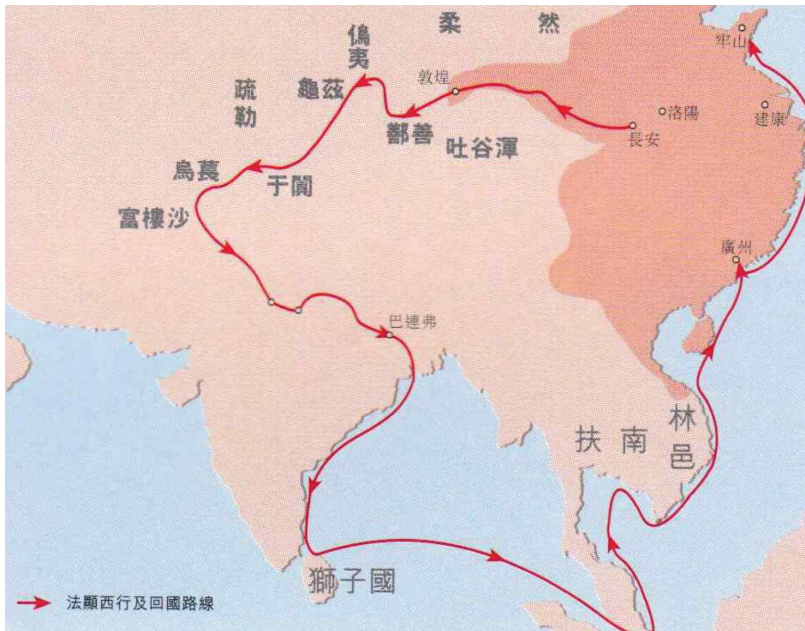 柔然
牢山
傿夷
敦煌
龜茲
疏勒
洛陽
建康
長安
鄯善
吐谷渾
烏萇
于闐
富樓沙
廣州
巴連弗
林邑
扶南
獅子國
法顯西行及回國路線